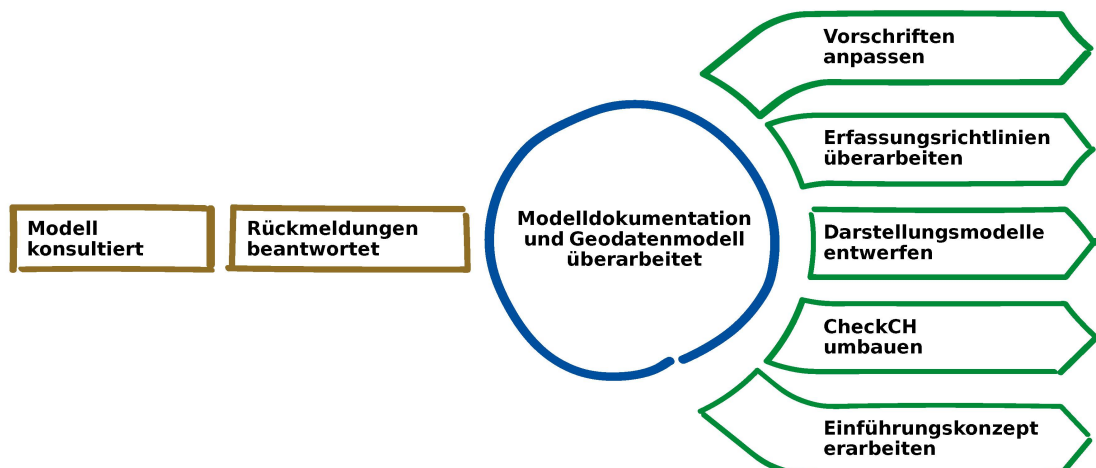 Modell
konsultiert
Rückmeldungen
beantwortet
Modelldokumentation
und Geodatenmodell
überarbeitet
Vorschriften
anpassen
Erfassungsrichtlinien
überarbeiten
Darstellungsmodelle
entwerfen
CheckCH
umbauen
Einführungskonzept
erarbeiten